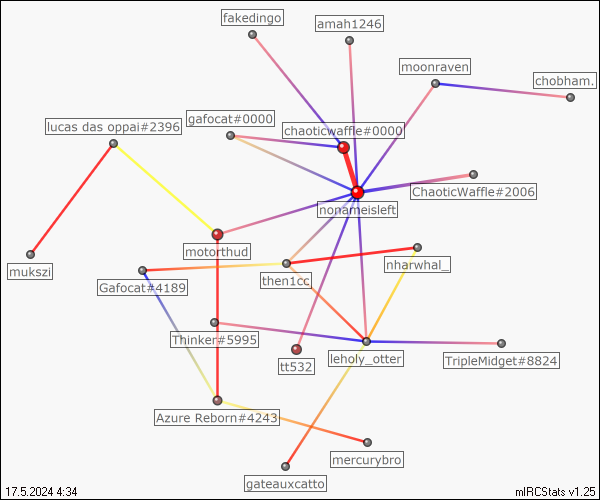 fakedingo
amah1246
moonraven
chobham.
gafocat#0000
lucas das oppai#2396
chaoticwaffle#0000
ChaoticWaffle#2006
nonameisleft
motorthud
nharwhal_
mukszi
Gafocat#4189
then1cc
Thinker#5995
leholy_otter
TripleMidget#8824
tt532
Azure Reborn#4243
mercurybro
gateauxcatto
17.5.2024 4:34
mIRCStats v1.25